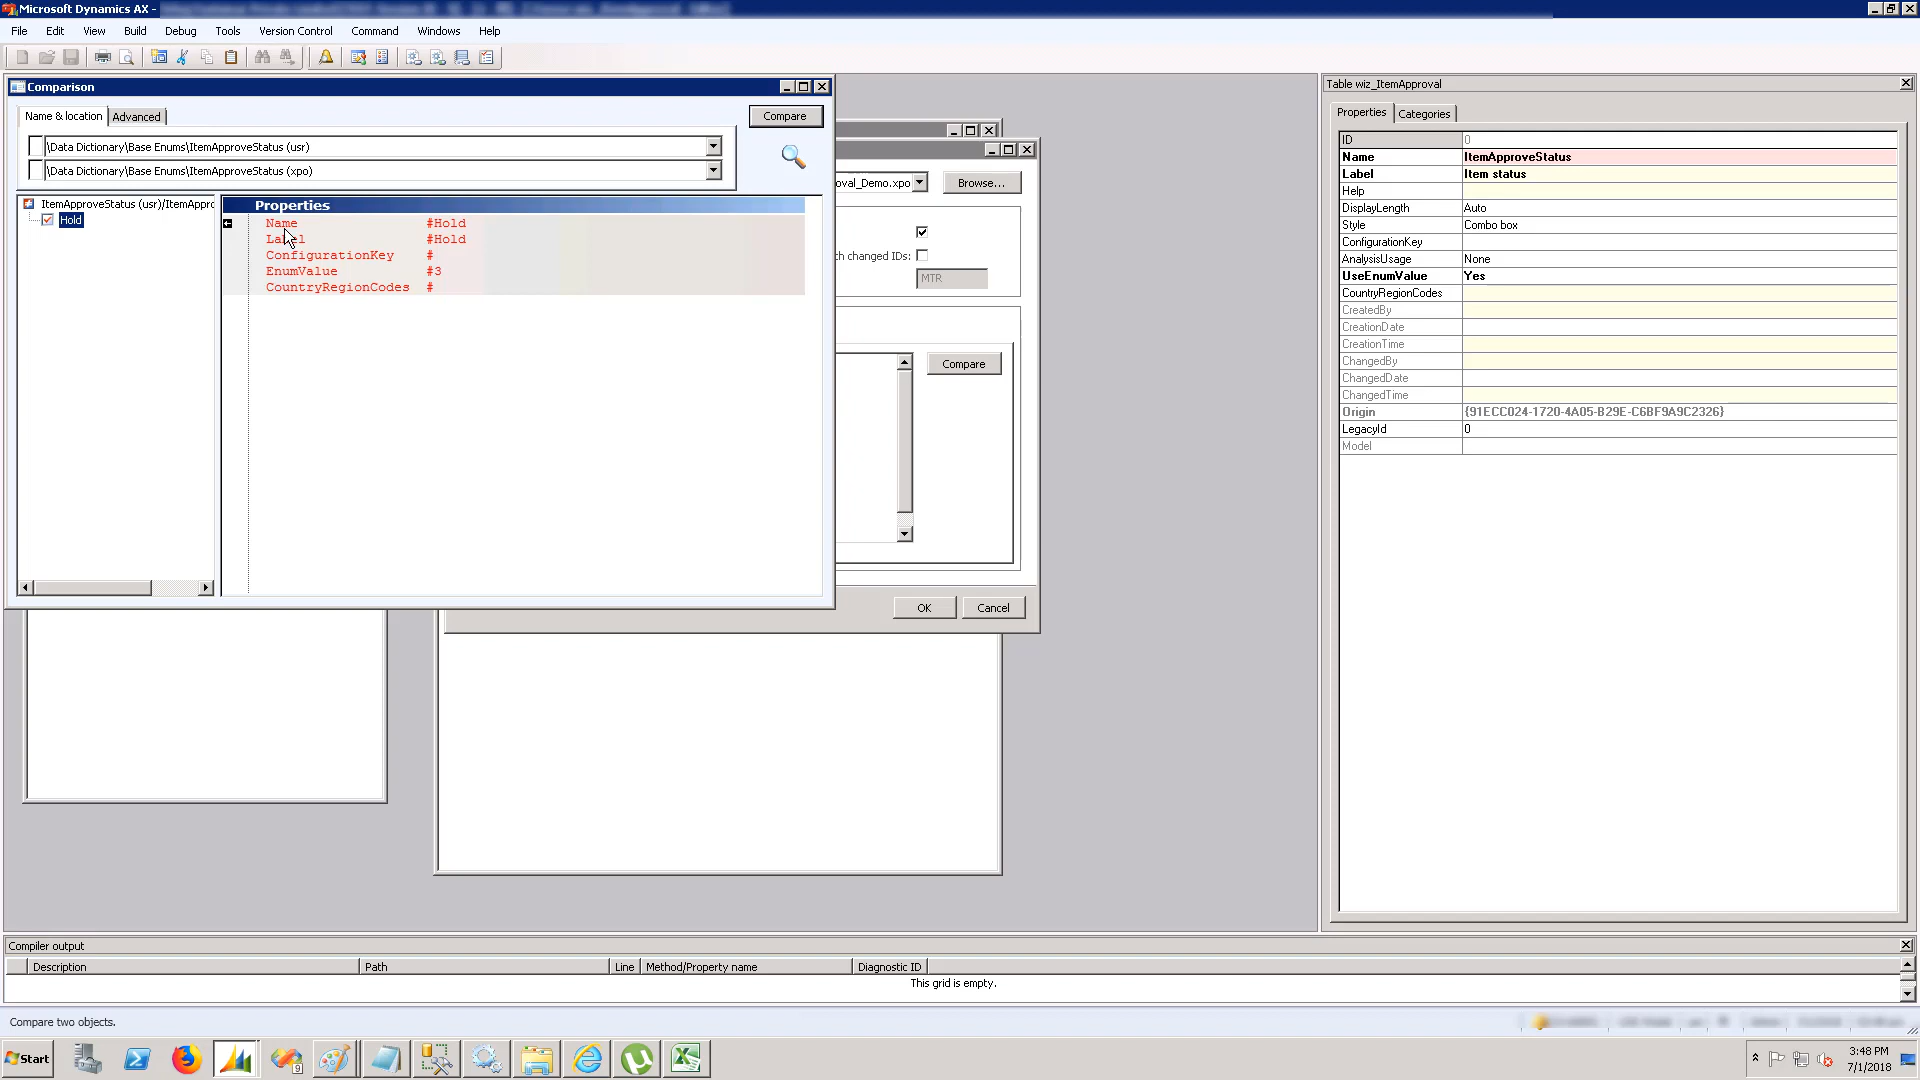 Microsoft Dynamics AX -
File Edit View Build Debug Tools Version Control Command Windows Help
Comparison
Name & location Advanced
Compare
\Data Dictionary\Base Enums\ItemApproveStatus (usr)
\Data Dictionary\Base Enums\ItemApproveStatus (xpo)
ItemApproveStatus (usr)/ItemAppro
Hold
Properties
Name #Hold
Label #Hold
ConfigurationKey #
EnumValue #3
CountryRegionCodes #
oval_Demo.xpo
Browse...
ch changed IDs:
MTR
Compare
OK Cancel
Table wiz_ItemApproval
Properties Categories
ID 0
Name ItemApproveStatus
Label Item status
Help
DisplayLength Auto
Style Combo box
ConfigurationKey
AnalysisUsage None
UseEnumValue Yes
CountryRegionCodes
CreatedBy
CreationDate
CreationTime
ChangedBy
ChangedDate
ChangedTime
Origin {91ECC024-1720-4A05-B29E-C6BF9A9C2326}
LegacyId 0
Model
Compiler output
Description Path Line Method/Property name Diagnostic ID
This grid is empty.
Compare two objects.
Start
9
3:48 PM
7/1/2018